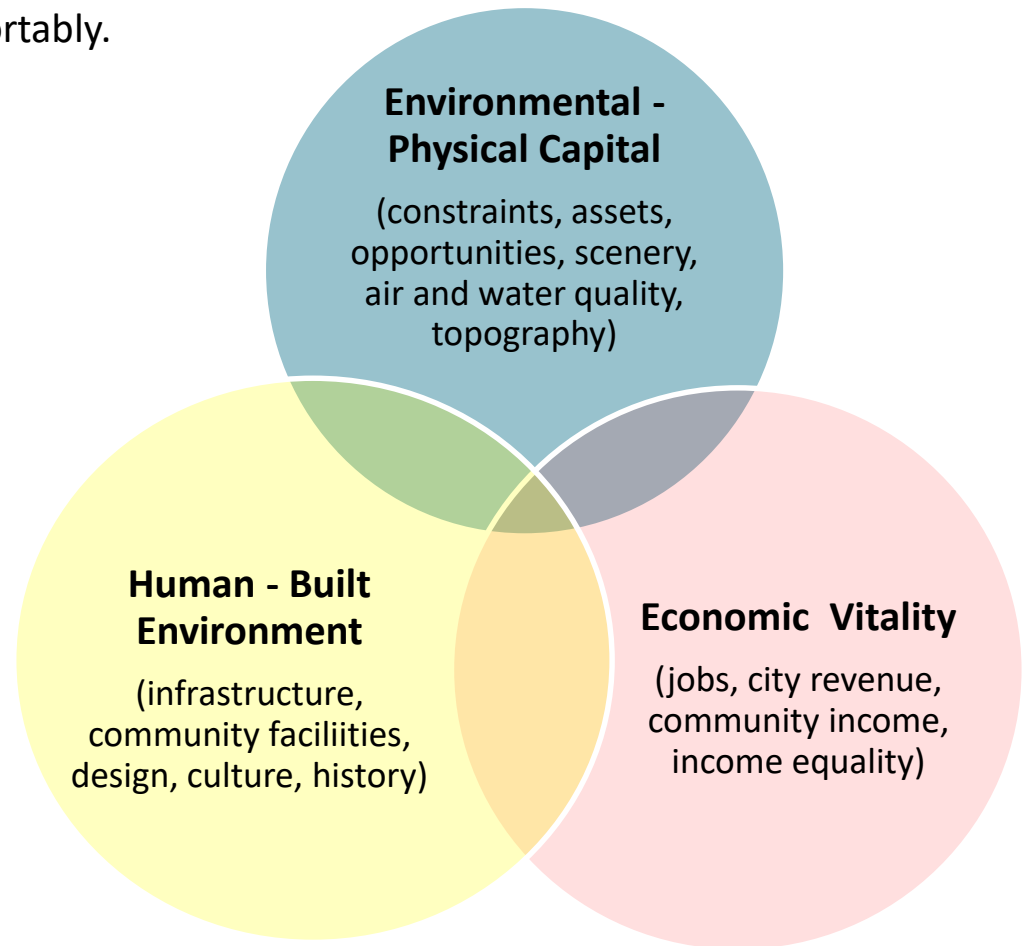 rtably.
Environmental -
Physical Capital
(constraints, assets,
opportunities, scenery,
air and water quality,
topography)
Human - Built
Environment
(infrastructure,
community faciliities,
design, culture, history)
Economic  Vitality
(jobs, city revenue,
community income,
income equality)